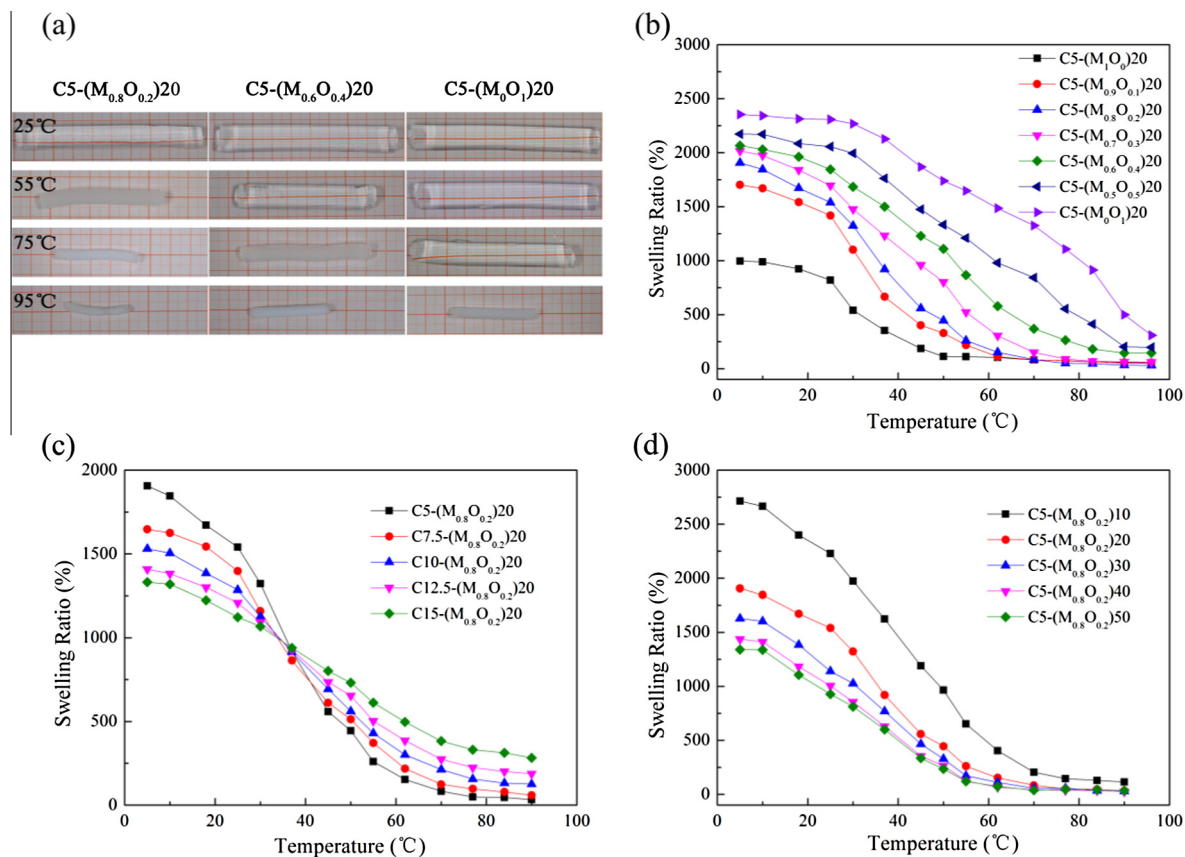 (a)
C5-(M0.8O0.2)20 C5-(M0.6O0.4)20 C5-(M0O1)20
25℃
55℃
75℃
95℃
(b)
3000
2500
2000
1500
1000
500
0
Swelling Ratio (%)
C5-(M1O0)20
C5-(M0.9O0.1)20
C5-(M0.8O0.2)20
C5-(M0.7O0.3)20
C5-(M0.6O0.4)20
C5-(M0.5O0.5)20
C5-(M0O1)20
0 20 40 60 80 100
Temperature (℃)
(c)
2000
1500
1000
500
0
Swelling Ratio (%)
C5-(M0.8O0.2)20
C7.5-(M0.8O0.2)20
C10-(M0.8O0.2)20
C12.5-(M0.8O0.2)20
C15-(M0.8O0.2)20
0 20 40 60 80 100
Temperature (℃)
(d)
3000
2500
2000
1500
1000
500
0
Swelling Ratio (%)
C5-(M0.8O0.2)10
C5-(M0.8O0.2)20
C5-(M0.8O0.2)30
C5-(M0.8O0.2)40
C5-(M0.8O0.2)50
0 20 40 60 80 100
Temperature (℃)